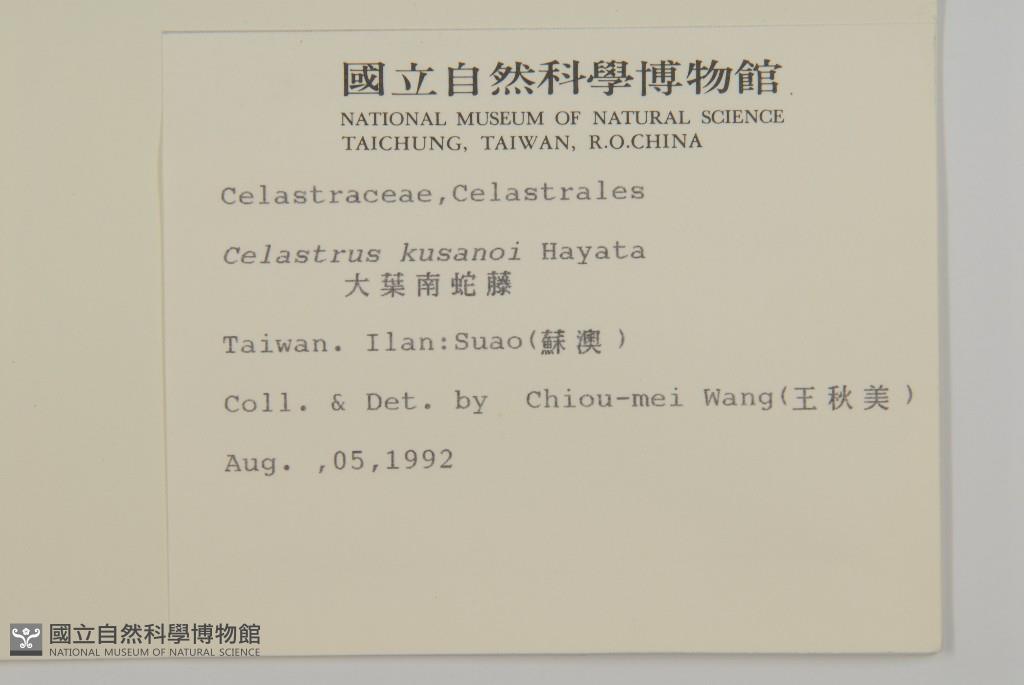 國立自然科學博物館
NATIONAL MUSEUM OF NATURAL SCIENCE
TAICHUNG, TAIWAN, R.O.CHINA
Celastraceae,Celastrales
Celastrus kusanoi Hayata
大葉南蛇藤
Taiwan. Ilan:Suao(蘇澳)
Coll. & Det. by Chiou-mei Wang(王秋美)
Aug. ,05,1992
國立自然科學博物館
NATIONAL MUSEUM OF NATURAL SCIENCE